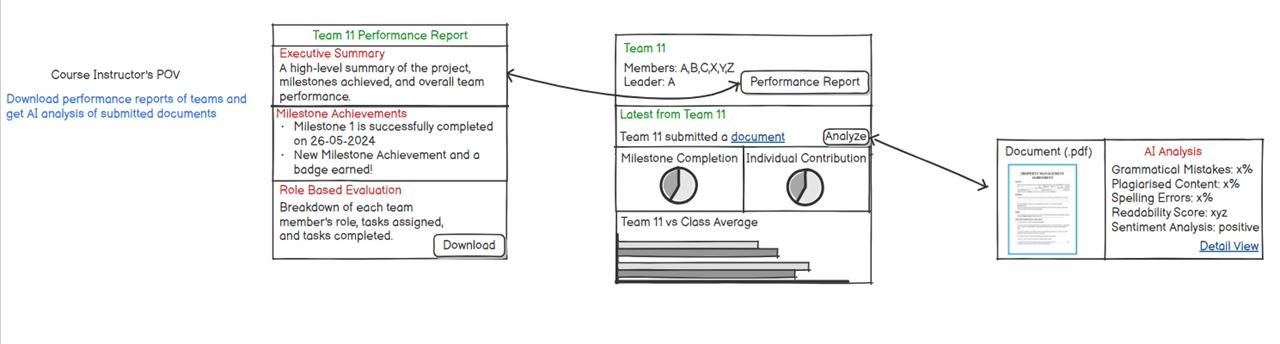 Course Instructor's POV
Download performance reports of teams and
get AI analysis of submitted documents
Team 11 Performance Report
Executive Summary
A high-level summary of the project,
milestones achieved, and overall team
performance.
Milestone Achievements
• Milestone 1 is successfully completed
on 26-05-2024
• New Milestone Achievement and a
badge earned!
Role Based Evaluation
Breakdown of each team
member's role, tasks assigned,
and tasks completed.
Download
Team 11
Members: A,B,C,X,Y,Z
Leader: A
Performance Report
Latest from Team 11
Team 11 submitted a document
Analyze
Milestone Completion
Individual Contribution
Team 11 vs Class Average
Document (.pdf)
PROPERTY MANAGEMENT
AGREEMENT
AI Analysis
Grammatical Mistakes: x%
Plagiarised Content: x%
Spelling Errors: x%
Readability Score: xyz
Sentiment Analysis: positive
Detail View